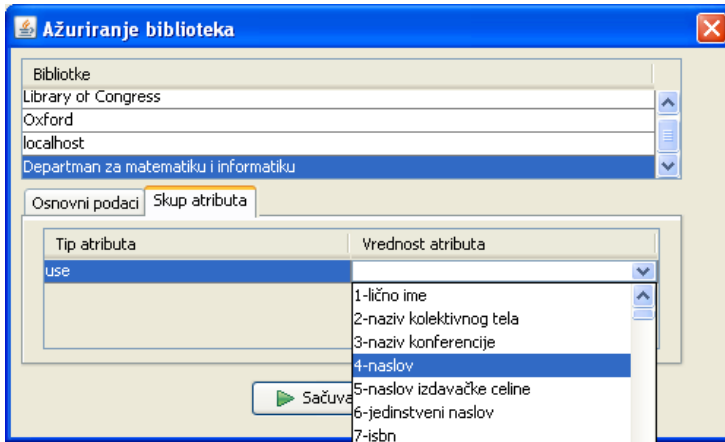 Ažuriranje biblioteka
Bibliotke
Library of Congress
Oxford
localhost
Departman za matematiku i informatiku
Osnovni podaci Skup atributa
Tip atributa Vrednost atributa
use
1-lično ime
2-naziv kolektivnog tela
3-naziv konferencije
4-naslov
5-naslov izdavačke celine
6-jedinstveni naslov
7-isbn
Sačuva